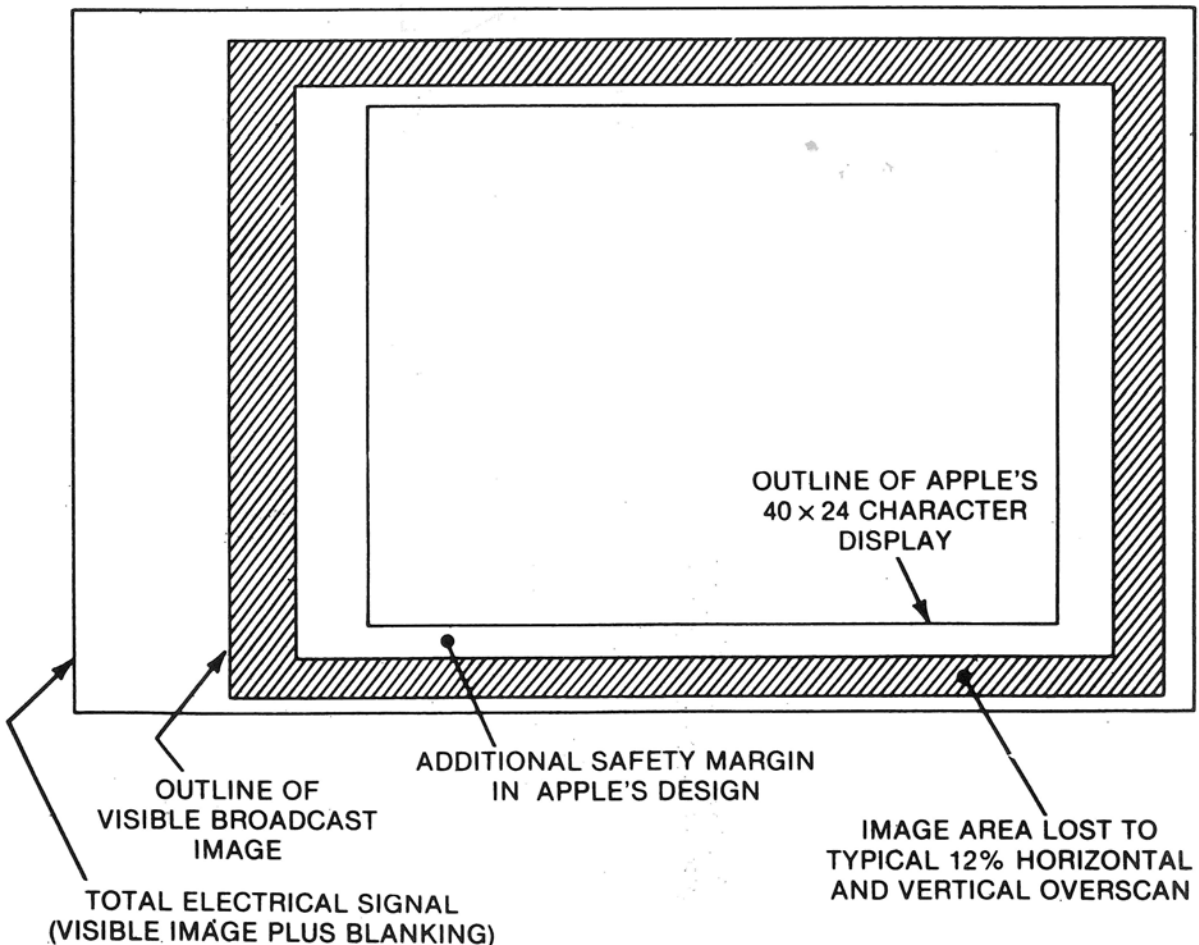 OUTLINE OF APPLE'S
40 × 24 CHARACTER
DISPLAY
ADDITIONAL SAFETY MARGIN
IN APPLE'S DESIGN
OUTLINE OF
VISIBLE BROADCAST
IMAGE
IMAGE AREA LOST TO
TYPICAL 12% HORIZONTAL
AND VERTICAL OVERSCAN
TOTAL ELECTRICAL SIGNAL
(VISIBLE IMAGE PLUS BLANKING)